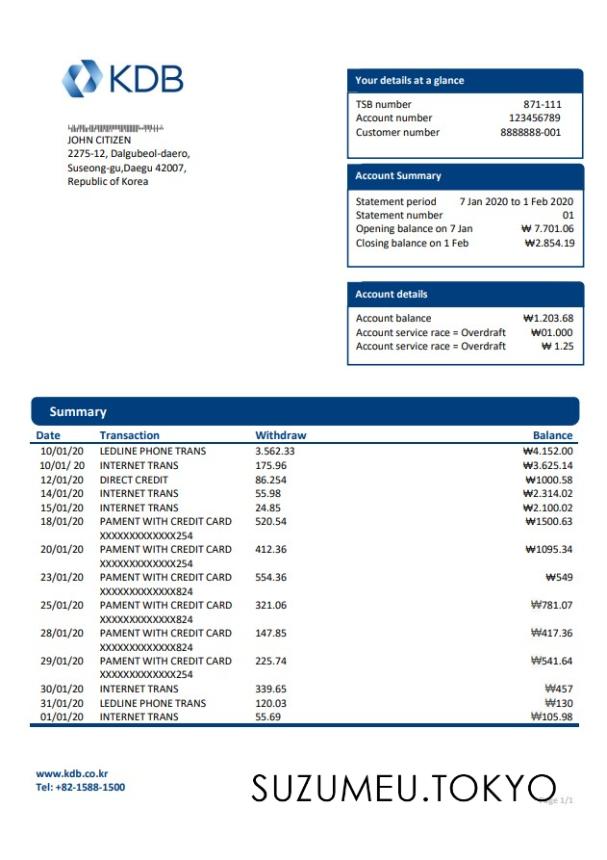 KDB
JOHN CITIZEN
2275-12, Dalgubeol-daero,
Suseong-gu,Daegu 42007,
Republic of Korea
Your details at a glance
TSB number 871-111
Account number 123456789
Customer number 8888888-001
Account Summary
Statement period 7 Jan 2020 to 1 Feb 2020
Statement number 01
Opening balance on 7 Jan ₩ 7.701.06
Closing balance on 1 Feb ₩2.854.19
Account details
Account balance ₩1.203.68
Account service race = Overdraft ₩01.000
Account service race = Overdraft ₩ 1.25
Summary
Date Transaction Withdraw Balance
10/01/20 LEDLINE PHONE TRANS 3.562.33 ₩4.152.00
10/01/ 20 INTERNET TRANS 175.96 ₩3.625.14
12/01/20 DIRECT CREDIT 86.254 ₩1000.58
14/01/20 INTERNET TRANS 55.98 ₩2.314.02
15/01/20 INTERNET TRANS 24.85 ₩2.100.02
18/01/20 PAMENT WITH CREDIT CARD 520.54 ₩1500.63
XXXXXXXXXXXXX254
20/01/20 PAMENT WITH CREDIT CARD 412.36 ₩1095.34
XXXXXXXXXXXXX254
23/01/20 PAMENT WITH CREDIT CARD 554.36 ₩549
XXXXXXXXXXXXX824
25/01/20 PAMENT WITH CREDIT CARD 321.06 ₩781.07
XXXXXXXXXXXXX824
28/01/20 PAMENT WITH CREDIT CARD 147.85 ₩417.36
XXXXXXXXXXXXX824
29/01/20 PAMENT WITH CREDIT CARD 225.74 ₩541.64
XXXXXXXXXXXXX254
30/01/20 INTERNET TRANS 339.65 ₩457
31/01/20 LEDLINE PHONE TRANS 120.03 ₩130
01/01/20 INTERNET TRANS 55.69 ₩105.98
www.kdb.co.kr
Tel: +82-1588-1500
SUZUMEU.TOKYO
Page 1/1